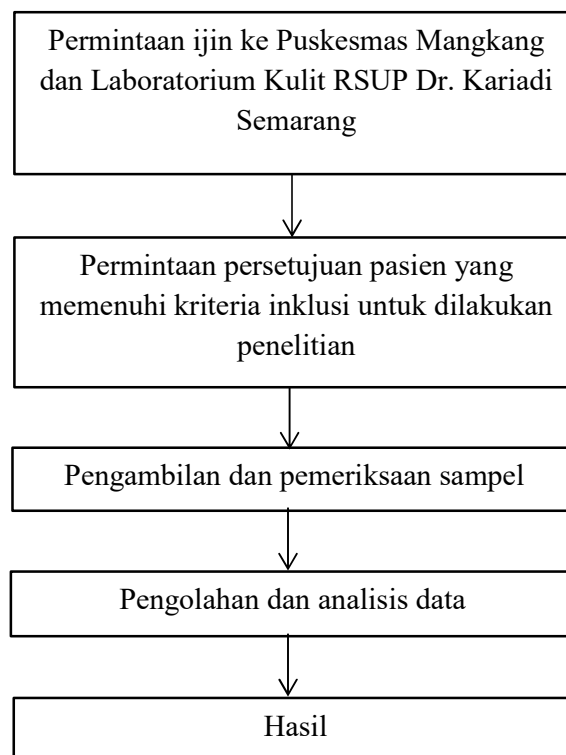 Permintaan ijin ke Puskesmas Mangkang
dan Laboratorium Kulit RSUP Dr. Kariadi
Semarang
Permintaan persetujuan pasien yang
memenuhi kriteria inklusi untuk dilakukan
penelitian
Pengambilan dan pemeriksaan sampel
Pengolahan dan analisis data
Hasil